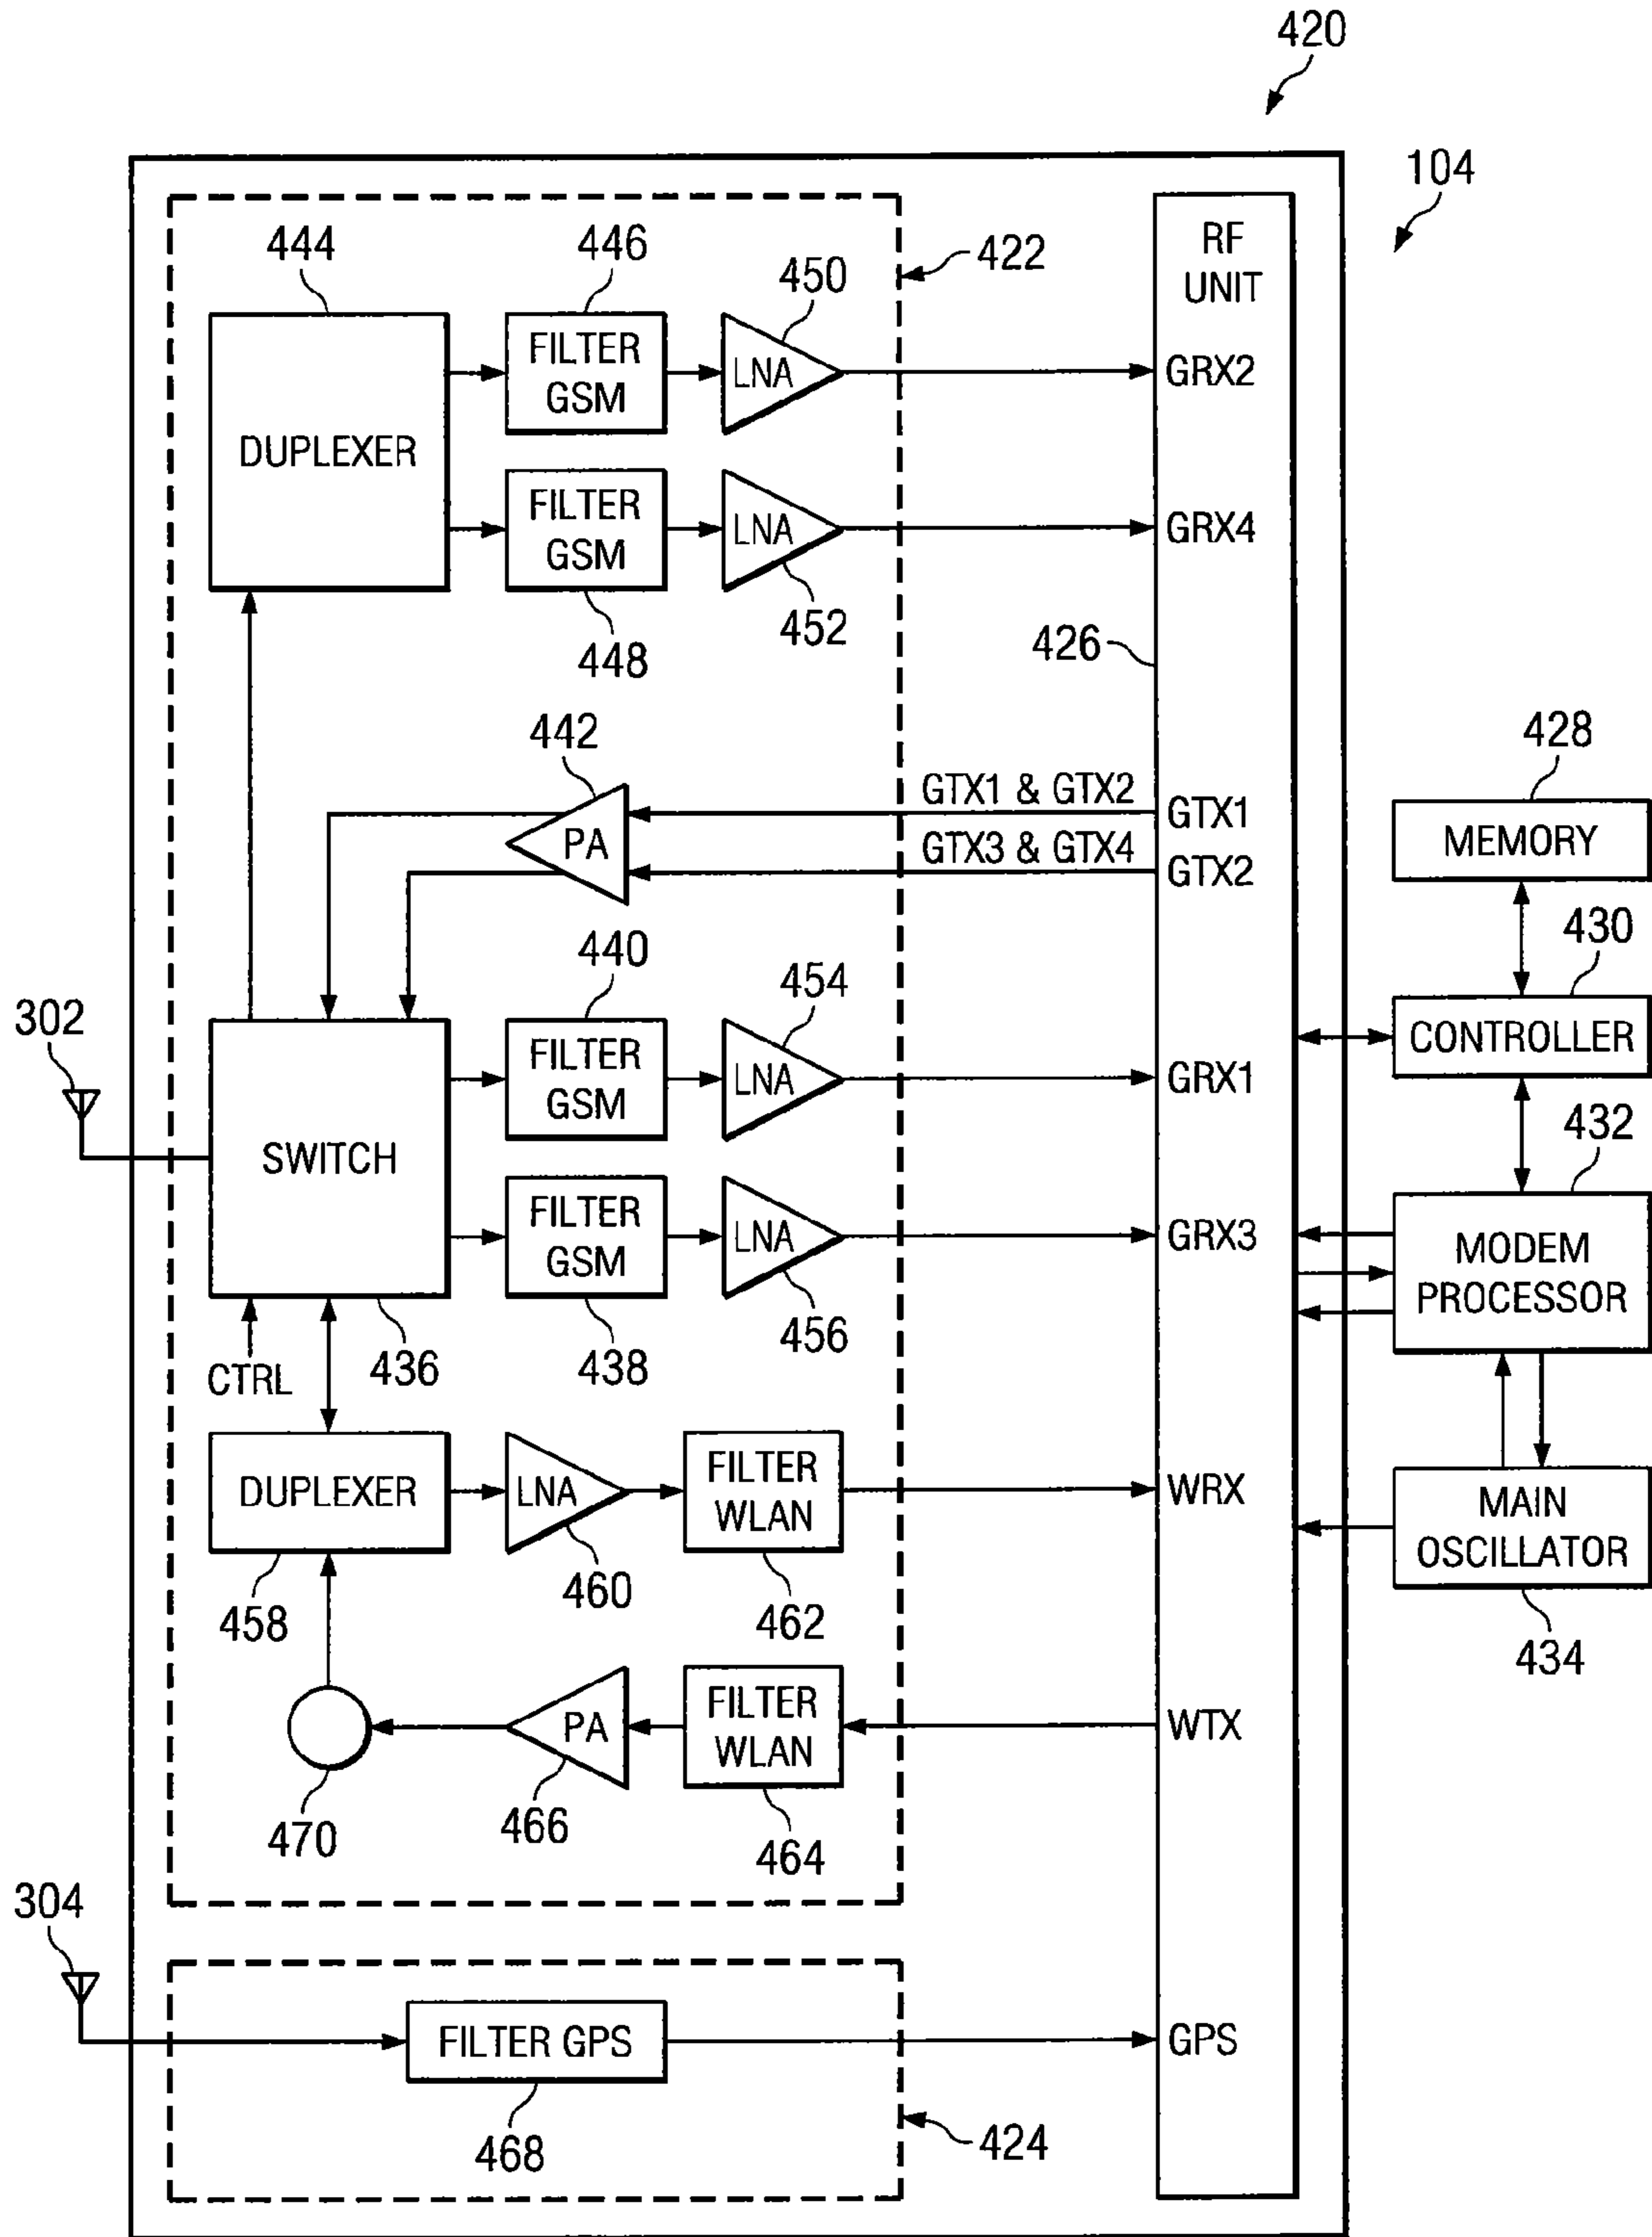 420
104
444
446
450
422
RF
UNIT
FILTER
GSM
LNA
GRX2
DUPLEXER
FILTER
GSM
LNA
GRX4
448
452
426
442
428
GTX1 & GTX2
GTX1
PA
MEMORY
GTX3 & GTX4
GTX2
440
454
430
302
FILTER
GSM
LNA
GRX1
CONTROLLER
SWITCH
432
FILTER
GSM
LNA
GRX3
MODEM
PROCESSOR
CTRL
436
438
456
DUPLEXER
LNA
FILTER
WLAN
WRX
MAIN
OSCILLATOR
458
460
462
434
PA
FILTER
WLAN
WTX
470
466
464
304
FILTER GPS
GPS
468
424